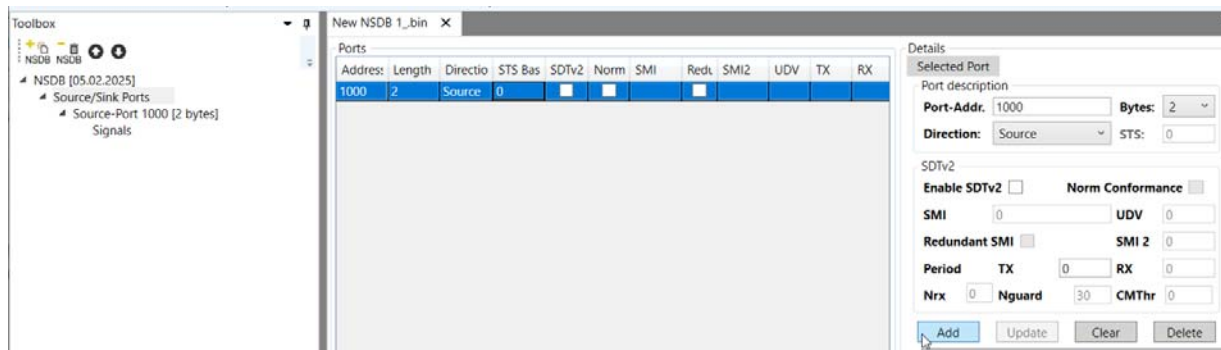 Toolbox
NSDB NSDB
NSDB [05.02.2025]
Source/Sink Ports
Source-Port 1000 [2 bytes]
Signals
New NSDB 1_.bin
Ports
Addres: Length Directio STS Bas SDTv2 Norm SMI Redu SMI2 UDV TX RX
1000 2 Source 0
Details
Selected Port
Port description
Port-Addr. 1000 Bytes: 2
Direction: Source STS: 0
SDTv2
Enable SDTv2 Norm Conformance
SMI 0 UDV 0
Redundant SMI SMI 2 0
Period TX 0 RX 0
Nrx 0 Nguard 30 CMThr 0
Add Update Clear Delete